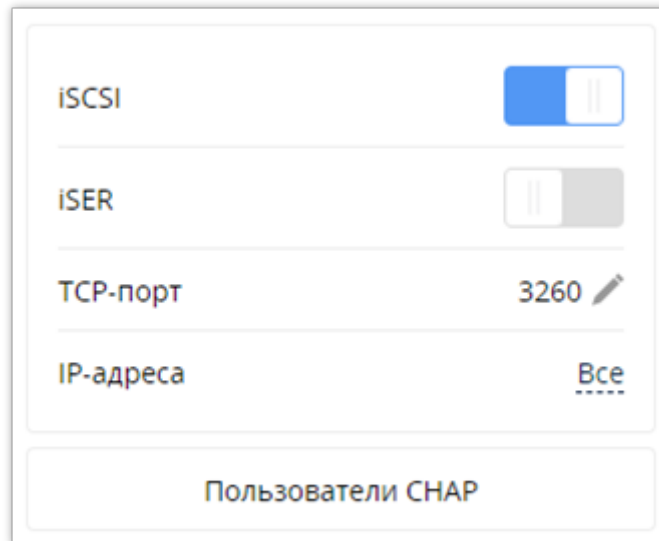 iSCSI
iSER
TCP-порт 3260
IP-адреса Все
Пользователи CHAP